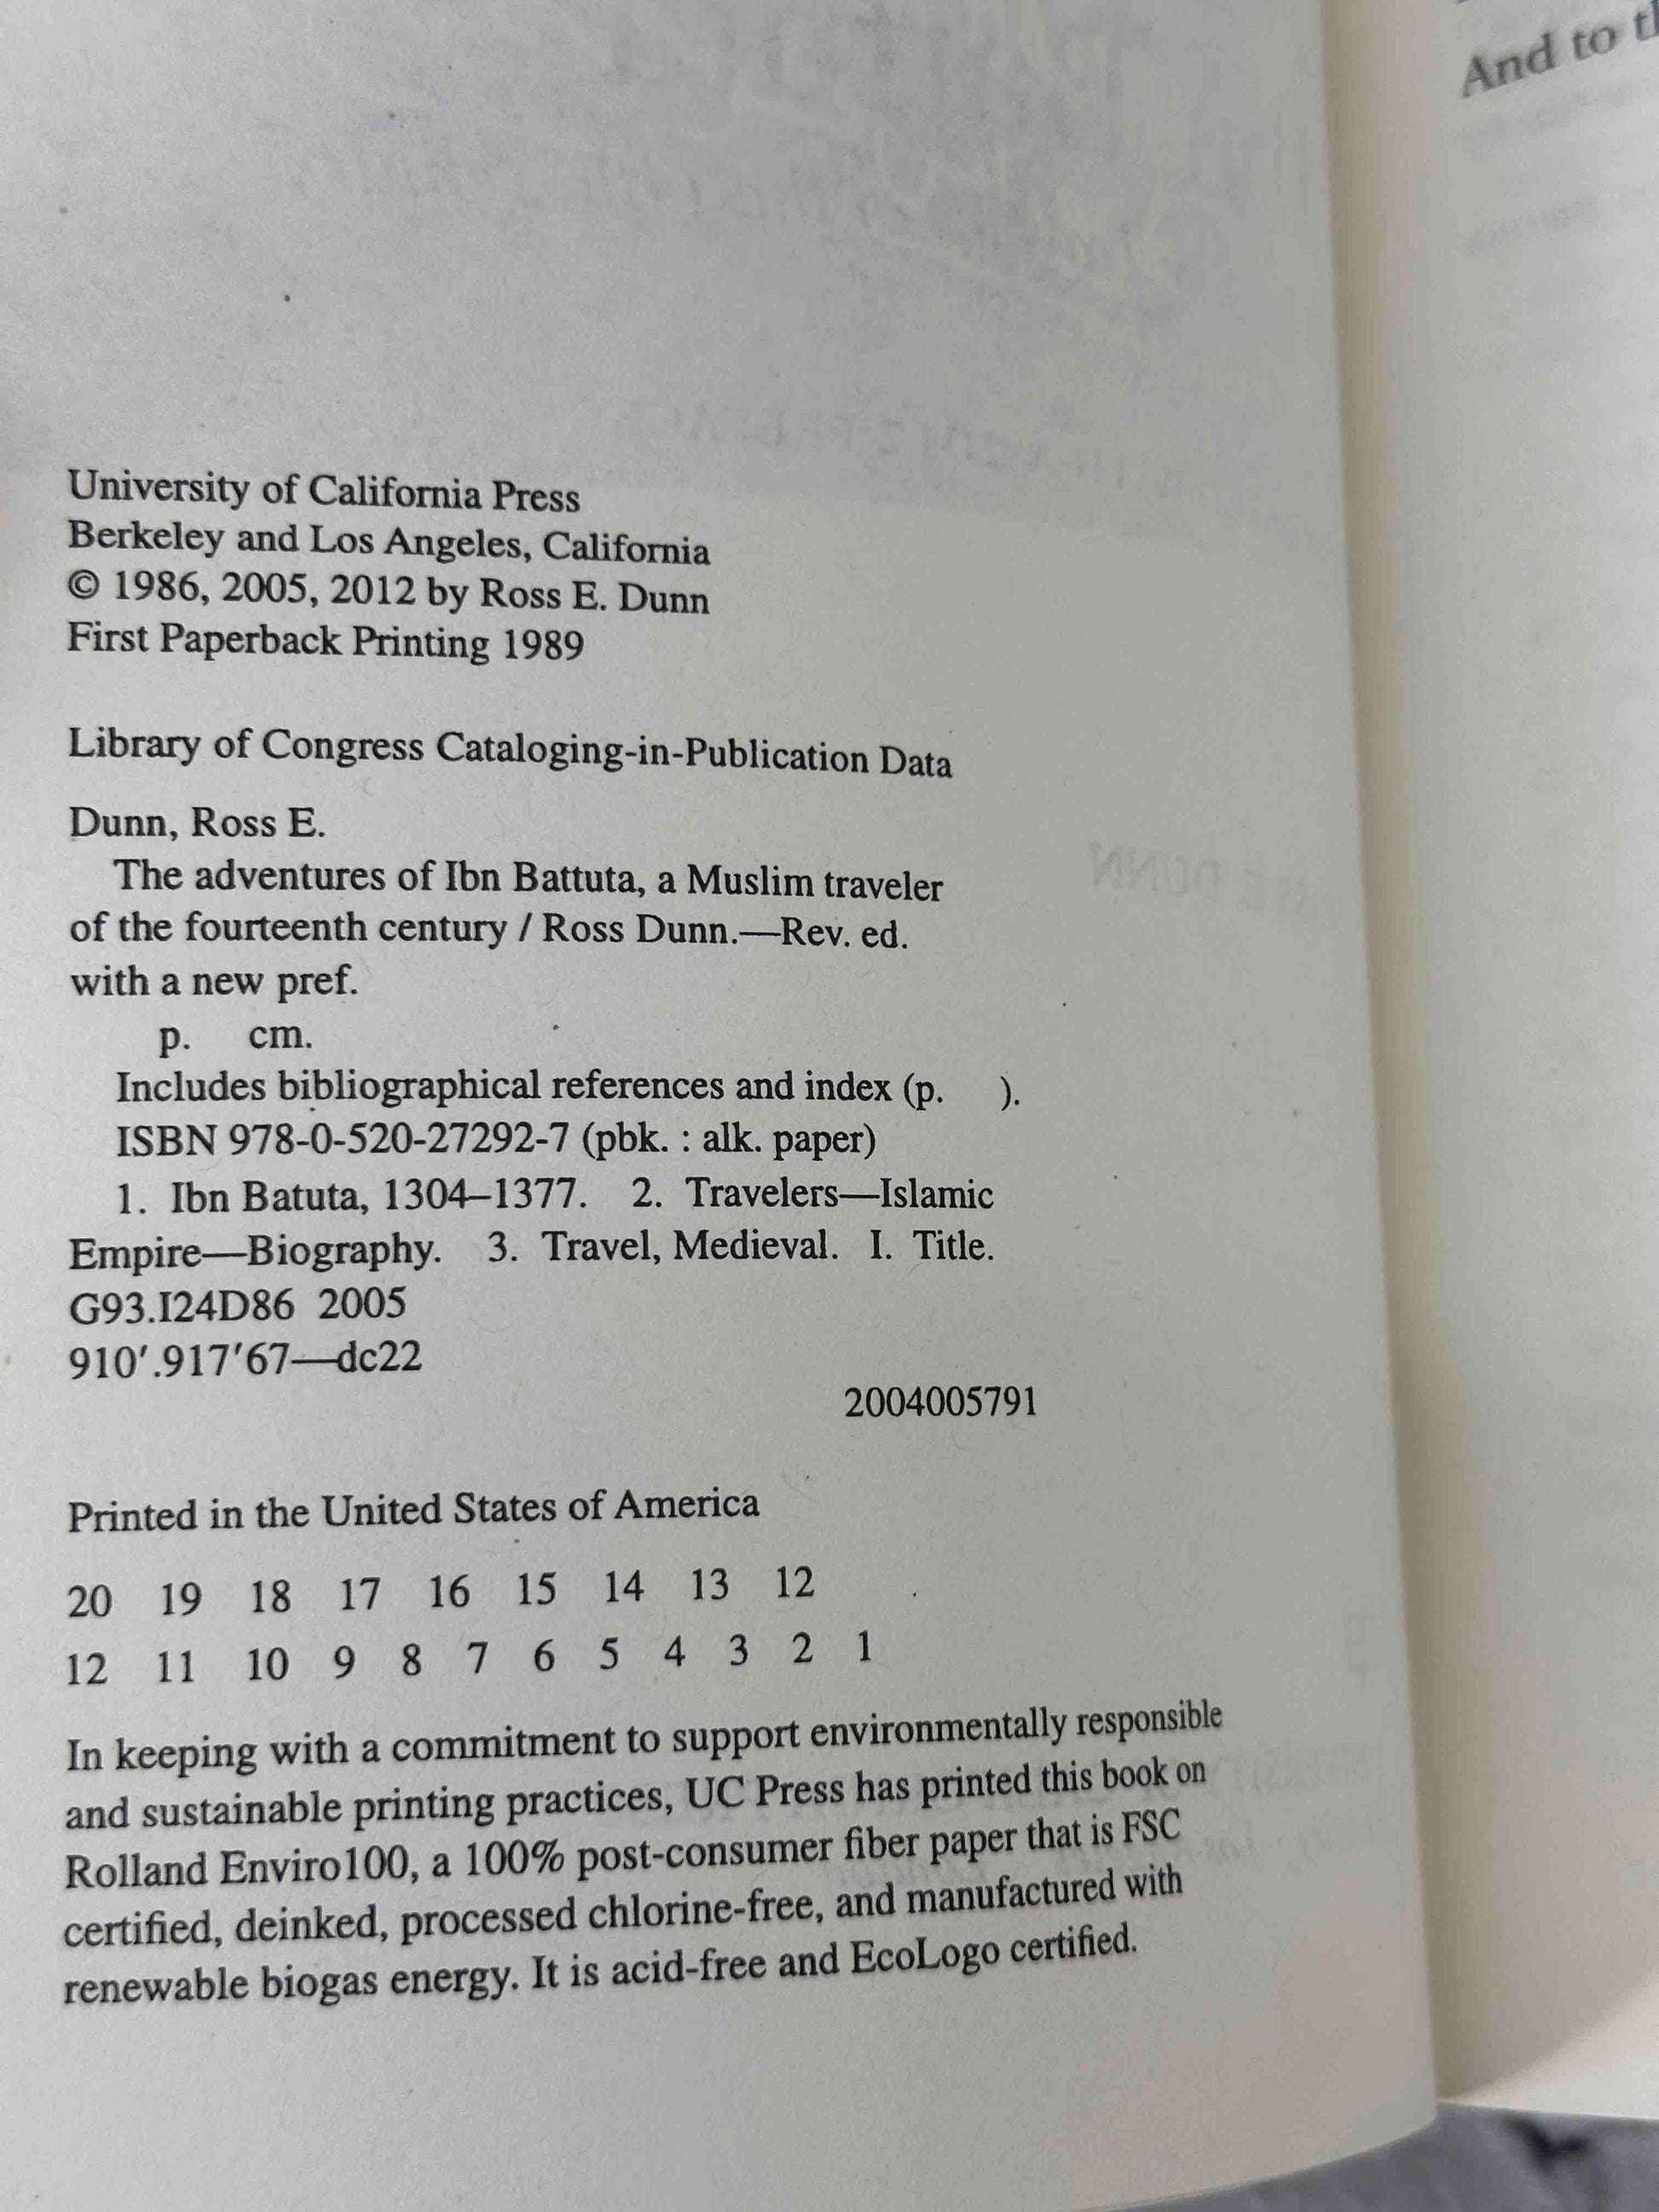 And to
University of California Press
Berkeley and Los Angeles, California
© 1986, 2005, 2012 by Ross E. Dunn
First Paperback Printing 1989
Library of Congress Cataloging-in-Publication Data
Dunn, Ross E.
The adventures of Ibn Battuta, a Muslim traveler
of the fourteenth century / Ross Dunn.—Rev. ed.
with a new pref.
p. cm.
Includes bibliographical references and index (p. ).
ISBN 978-0-520-27292-7 (pbk. : alk. paper)
1. Ibn Batuta, 1304–1377. 2. Travelers—Islamic
Empire—Biography. 3. Travel, Medieval. I. Title.
G93.I24D86 2005
910′.917′67—dc22
2004005791
Printed in the United States of America
20 19 18 17 16 15 14 13 12
12 11 10 9 8 7 6 5 4 3 2 1
In keeping with a commitment to support environmentally responsible
and sustainable printing practices, UC Press has printed this book on
Rolland Enviro100, a 100% post-consumer fiber paper that is FSC
certified, deinked, processed chlorine-free, and manufactured with
renewable biogas energy. It is acid-free and EcoLogo certified.